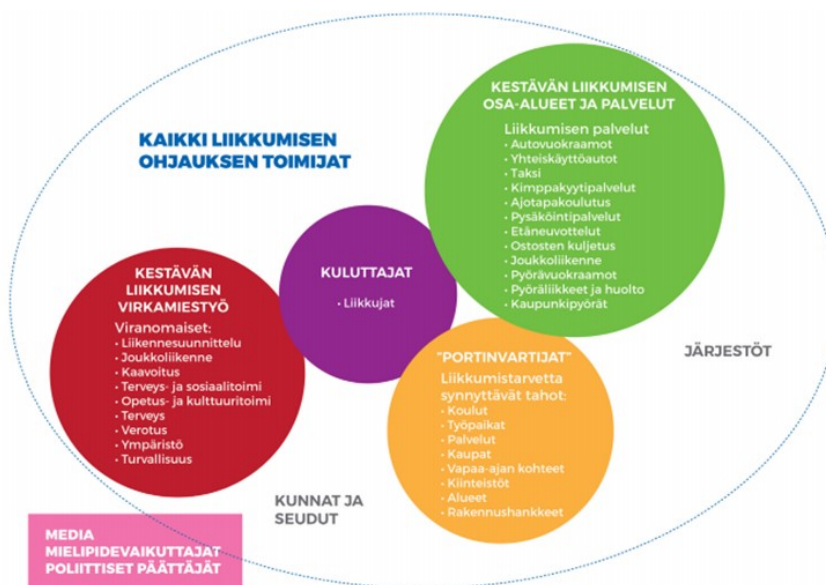 KAIKKI LIIKKUMISEN
OHJAUKSEN TOIMIJAT
KESTÄVÄN LIIKKUMISEN
OSA-ALUEET JA PALVELUT
Liikkumisen palvelut
• Autovuokraamot
• Yhteiskäyttöautot
• Taksi
• Kimppakyytipalvelut
• Ajotapakoulutus
• Pysäköintipalvelut
• Etäneuvottelut
• Ostosten kuljetus
• Joukkoliikenne
• Pyörävuokraamot
• Pyöräliikkeet ja huolto
• Kaupunkipyörät
KULUTTAJAT
• Liikkujat
KESTÄVÄN
LIIKKUMISEN
VIRKAMIESTYÖ
Viranomaiset:
• Liikennesuunnittelu
• Joukkoliikenne
• Kaavoitus
• Terveys- ja sosiaalitoimi
• Opetus- ja kulttuuritoimi
• Terveys
• Verotus
• Ympäristö
• Turvallisuus
"PORTINVARTIJAT"
Liikkumistarvetta
synnyttävät tahot:
• Koulut
• Työpaikat
• Palvelut
• Kaupat
• Vapaa-ajan kohteet
• Kiinteistöt
• Alueet
• Rakennushankkeet
JÄRJESTÖT
KUNNAT JA
SEUDUT
MEDIA
MIELIPIDEVAIKUTTAJAT
POLIITTISET PÄÄTTÄJÄT